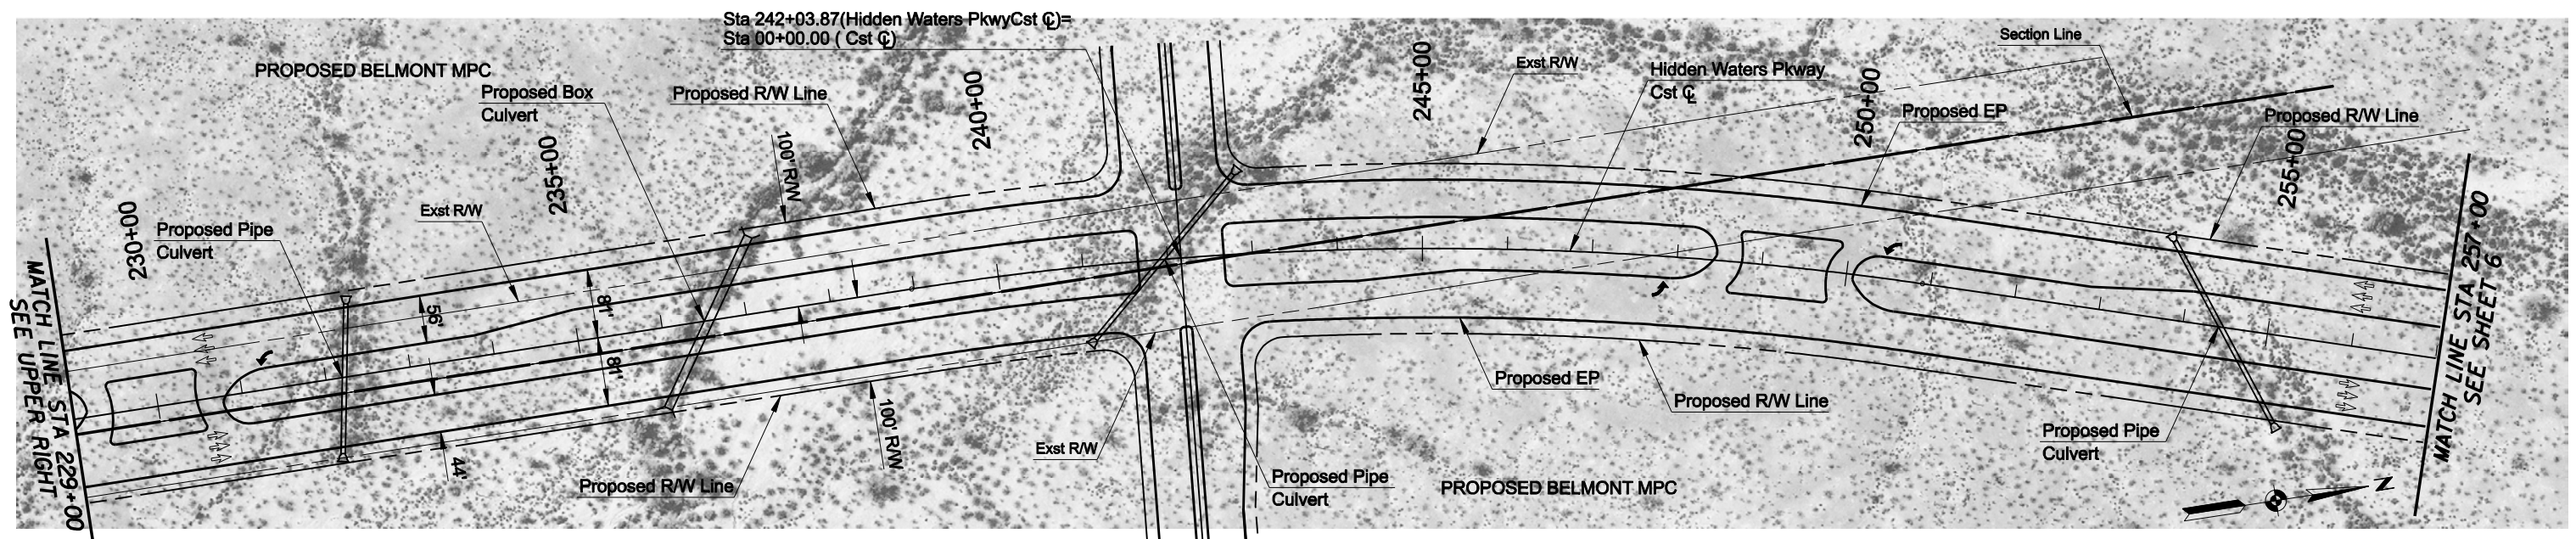 Sta 242+03.87(Hidden Waters PkwyCst ℄)=
Sta 00+00.00 ( Cst ℄)
PROPOSED BELMONT MPC
Proposed Box
Culvert
Proposed R/W Line
240+00
245+00
Exst R/W
Hidden Waters Pkway
Cst ℄
250+00
Section Line
Proposed EP
Proposed R/W Line
255+00
235+00
100' R/W
230+00
Proposed Pipe
Culvert
Exst R/W
56'
81'
81'
44'
100' R/W
Proposed R/W Line
Exst R/W
Proposed Pipe
Culvert
Proposed EP
Proposed R/W Line
PROPOSED BELMONT MPC
Proposed Pipe
Culvert
MATCH LINE STA 229+00
SEE UPPER RIGHT
MATCH LINE STA 257+00
SEE SHEET 6
N